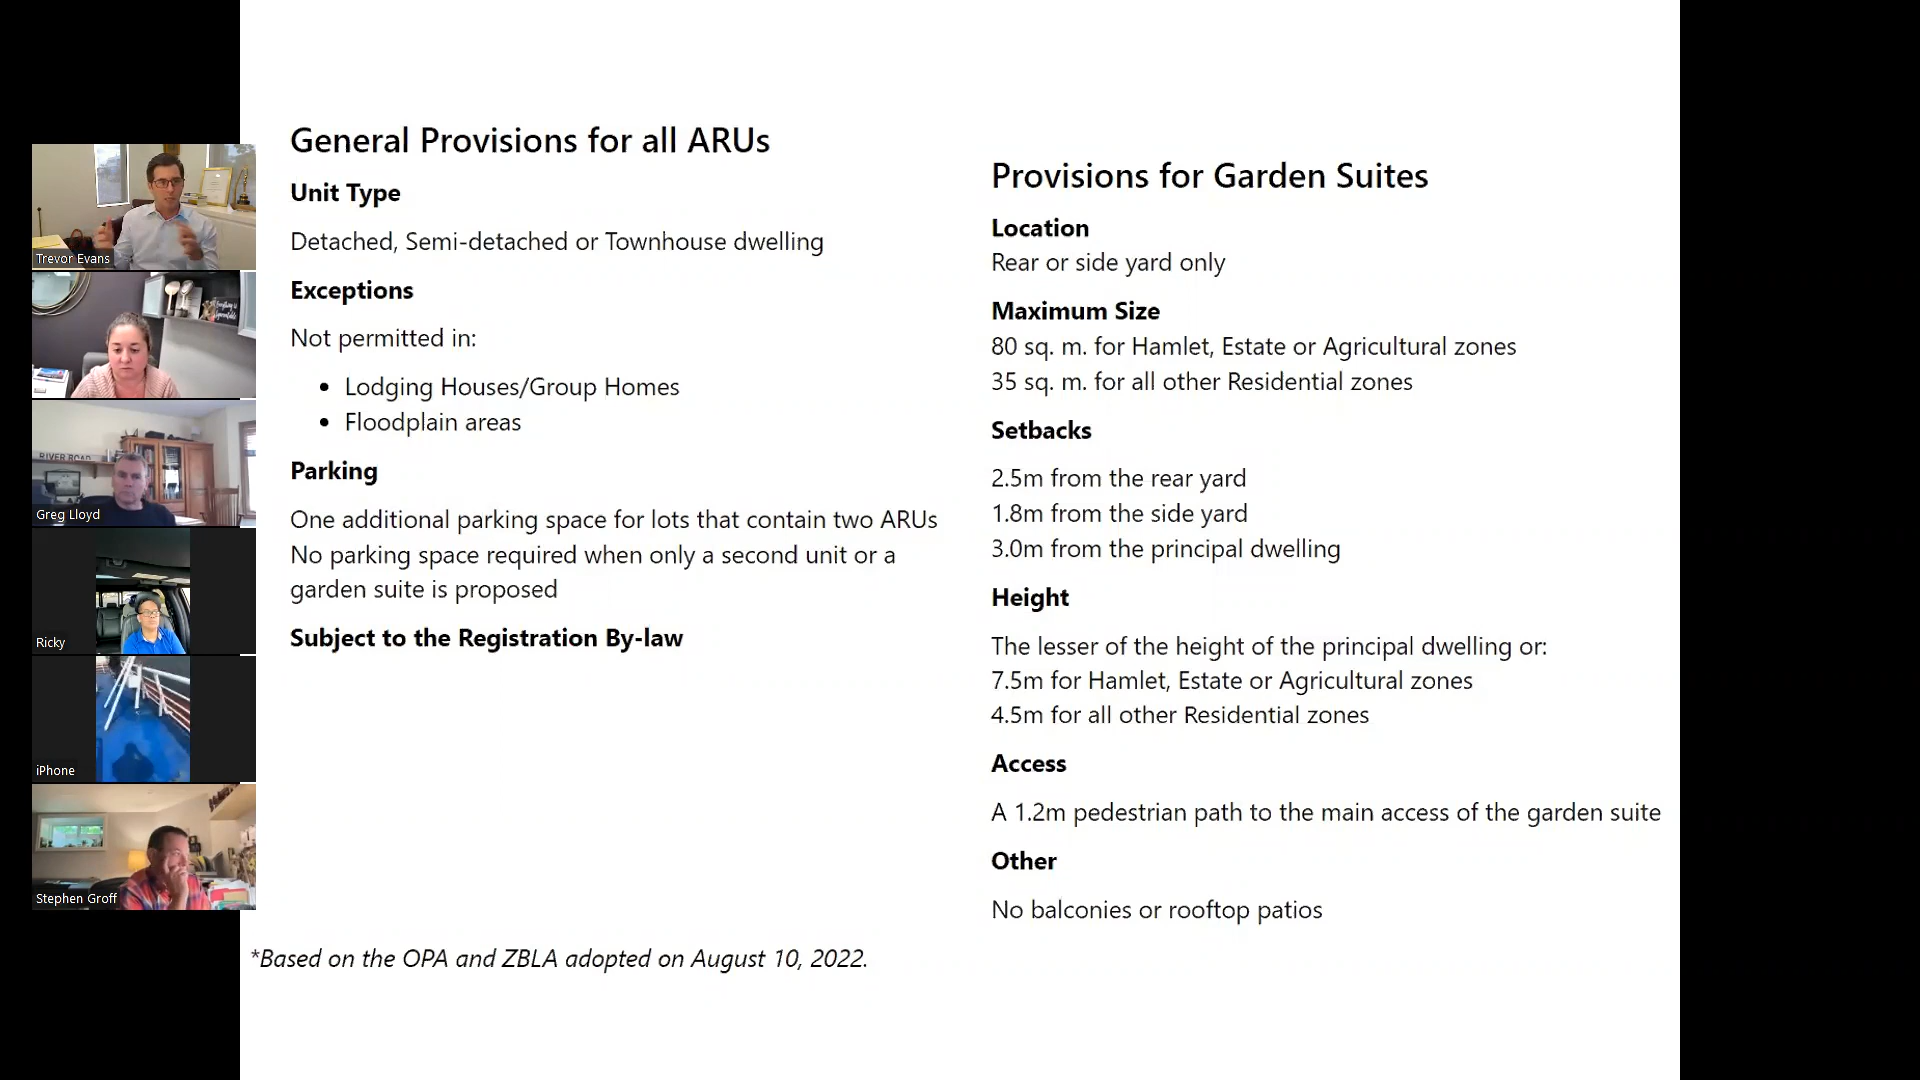 General Provisions for all ARUs
Unit Type
Detached, Semi-detached or Townhouse dwelling
Exceptions
Not permitted in:
• Lodging Houses/Group Homes
• Floodplain areas
Parking
One additional parking space for lots that contain two ARUs
No parking space required when only a second unit or a
garden suite is proposed
Subject to the Registration By-law
Provisions for Garden Suites
Location
Rear or side yard only
Maximum Size
80 sq. m. for Hamlet, Estate or Agricultural zones
35 sq. m. for all other Residential zones
Setbacks
2.5m from the rear yard
1.8m from the side yard
3.0m from the principal dwelling
Height
The lesser of the height of the principal dwelling or:
7.5m for Hamlet, Estate or Agricultural zones
4.5m for all other Residential zones
Access
A 1.2m pedestrian path to the main access of the garden suite
Other
No balconies or rooftop patios
*Based on the OPA and ZBLA adopted on August 10, 2022.
Trevor Evans
RIVER ROAD
Greg Lloyd
Ricky
iPhone
Stephen Groff